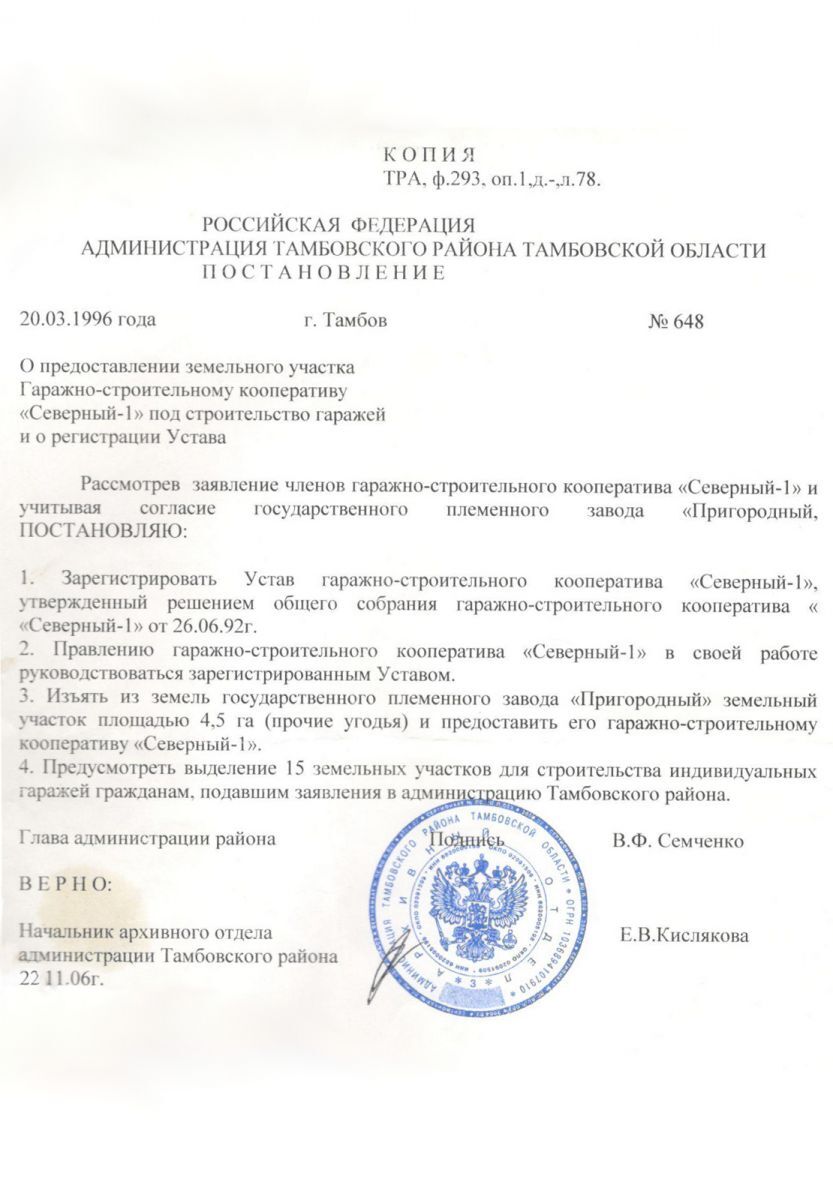 К О П И Я
ТРА, ф.293, оп.1,д.-,л.78.
РОССИЙСКАЯ ФЕДЕРАЦИЯ
АДМИНИСТРАЦИЯ ТАМБОВСКОГО РАЙОНА ТАМБОВСКОЙ ОБЛАСТИ
П О С Т А Н О В Л Е Н И Е
20.03.1996 года г. Тамбов № 648
О предоставлении земельного участка
Гаражно-строительному кооперативу
«Северный-1» под строительство гаражей
и о регистрации Устава
Рассмотрев заявление членов гаражно-строительного кооператива «Северный-1» и
учитывая согласие государственного племенного завода «Пригородный,
ПОСТАНОВЛЯЮ:
1. Зарегистрировать Устав гаражно-строительного кооператива «Северный-1»,
утвержденный решением общего собрания гаражно-строительного кооператива «
«Северный-1» от 26.06.92г.
2. Правлению гаражно-строительного кооператива «Северный-1» в своей работе
руководствоваться зарегистрированным Уставом.
3. Изъять из земель государственного племенного завода «Пригородный» земельный
участок площадью 4,5 га (прочие угодья) и предоставить его гаражно-строительному
кооперативу «Северный-1».
4. Предусмотреть выделение 15 земельных участков для строительства индивидуальных
гаражей гражданам, подавшим заявления в администрацию Тамбовского района.
Глава администрации района Подпись В.Ф. Семченко
В Е Р Н О:
Начальник архивного отдела Е.В.Кислякова
администрации Тамбовского района
22 11.06г.
АДМИНИСТРАЦИЯ ТАМБОВСКОГО РАЙОНА ТАМБОВСКОЙ ОБЛАСТИ * ОГРН 1036894107910 *
АРХИВНЫЙ ОТДЕЛ * 3 *